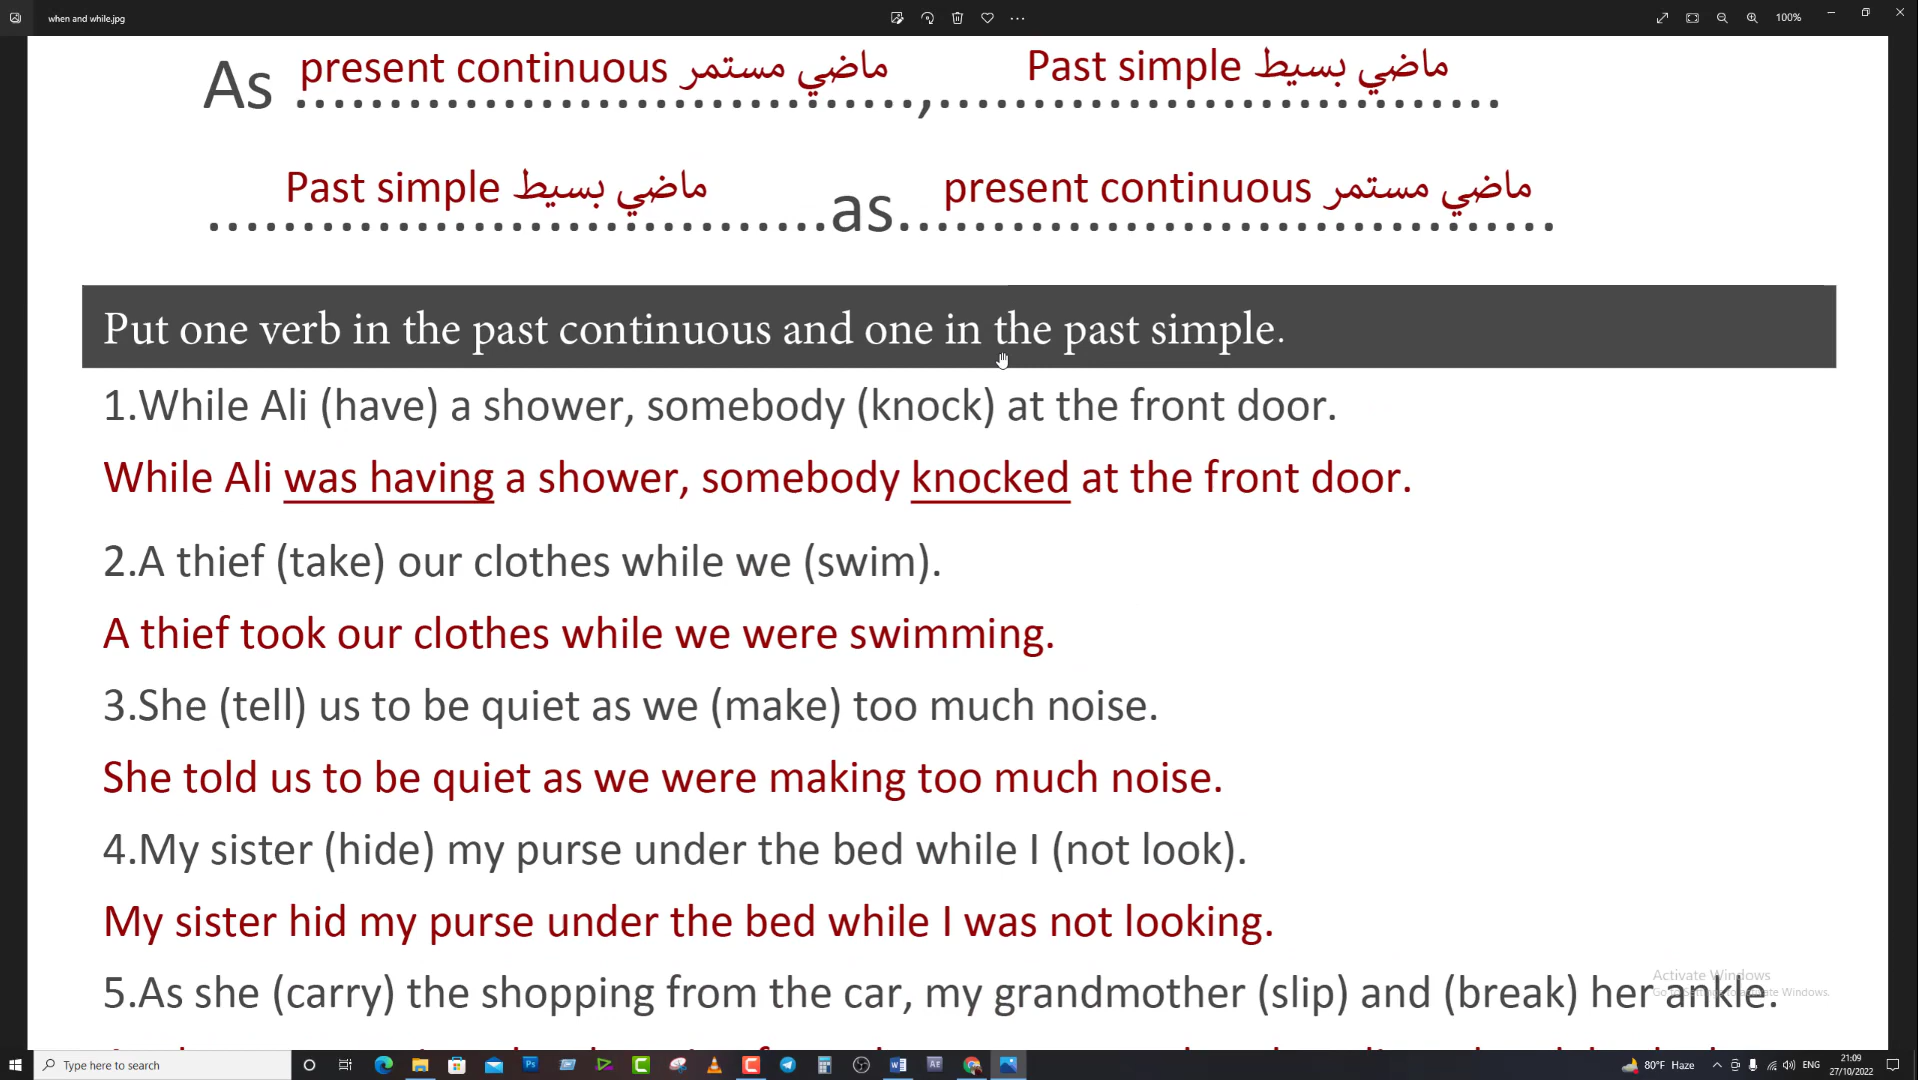 when and while.jpg
100%
As present continuous ماضي مستمر , Past simple ماضي بسيط
Past simple ماضي بسيط as present continuous ماضي مستمر
Put one verb in the past continuous and one in the past simple.
1.While Ali (have) a shower, somebody (knock) at the front door.
While Ali was having a shower, somebody knocked at the front door.
2.A thief (take) our clothes while we (swim).
A thief took our clothes while we were swimming.
3.She (tell) us to be quiet as we (make) too much noise.
She told us to be quiet as we were making too much noise.
4.My sister (hide) my purse under the bed while I (not look).
My sister hid my purse under the bed while I was not looking.
Activate Windows
5.As she (carry) the shopping from the car, my grandmother (slip) and (break) her ankle.
Go to Settings to activate Windows.
Type here to search
80°F Haze
ENG
21:09
27/10/2022